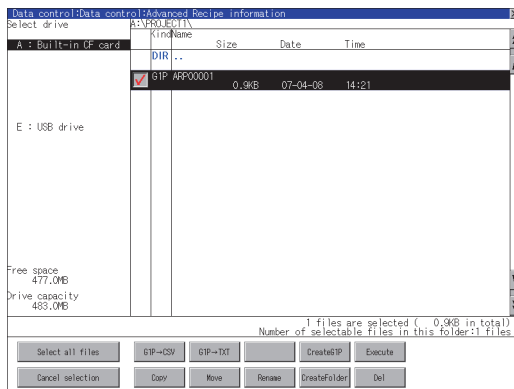 Data control:Data control:Advanced Recipe information
Select drive
A:\PROJECT1\
Kind Name
Size Date Time
A : Built-in CF card
DIR ..
G1P ARP00001
0.9KB 07-04-08 14:21
E : USB drive
Free space
477.0MB
Drive capacity
483.0MB
1 files are selected ( 0.9KB in total)
Number of selectable files in this folder:1 files
Select all files G1P→CSV G1P→TXT CreateG1P Execute
Cancel selection Copy Move Rename CreateFolder Del